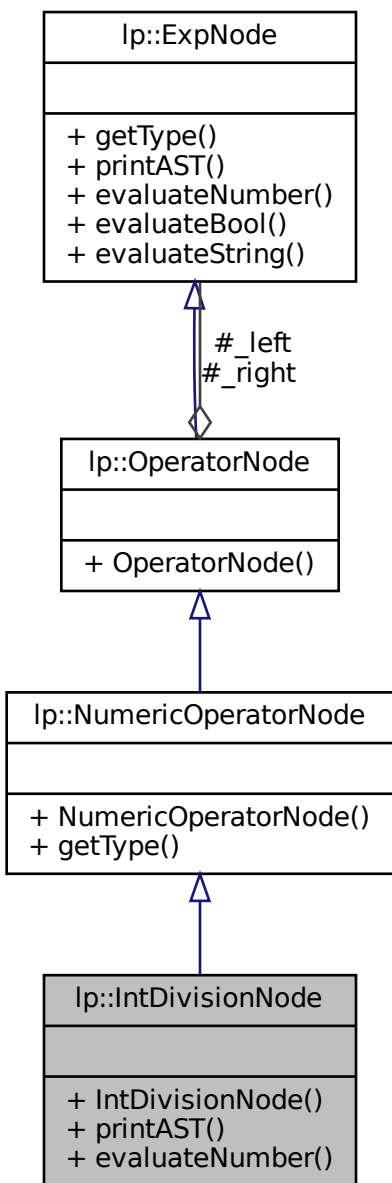 lp::ExpNode
+ getType()
+ printAST()
+ evaluateNumber()
+ evaluateBool()
+ evaluateString()
#_left
#_right
lp::OperatorNode
+ OperatorNode()
lp::NumericOperatorNode
+ NumericOperatorNode()
+ getType()
lp::IntDivisionNode
+ IntDivisionNode()
+ printAST()
+ evaluateNumber()